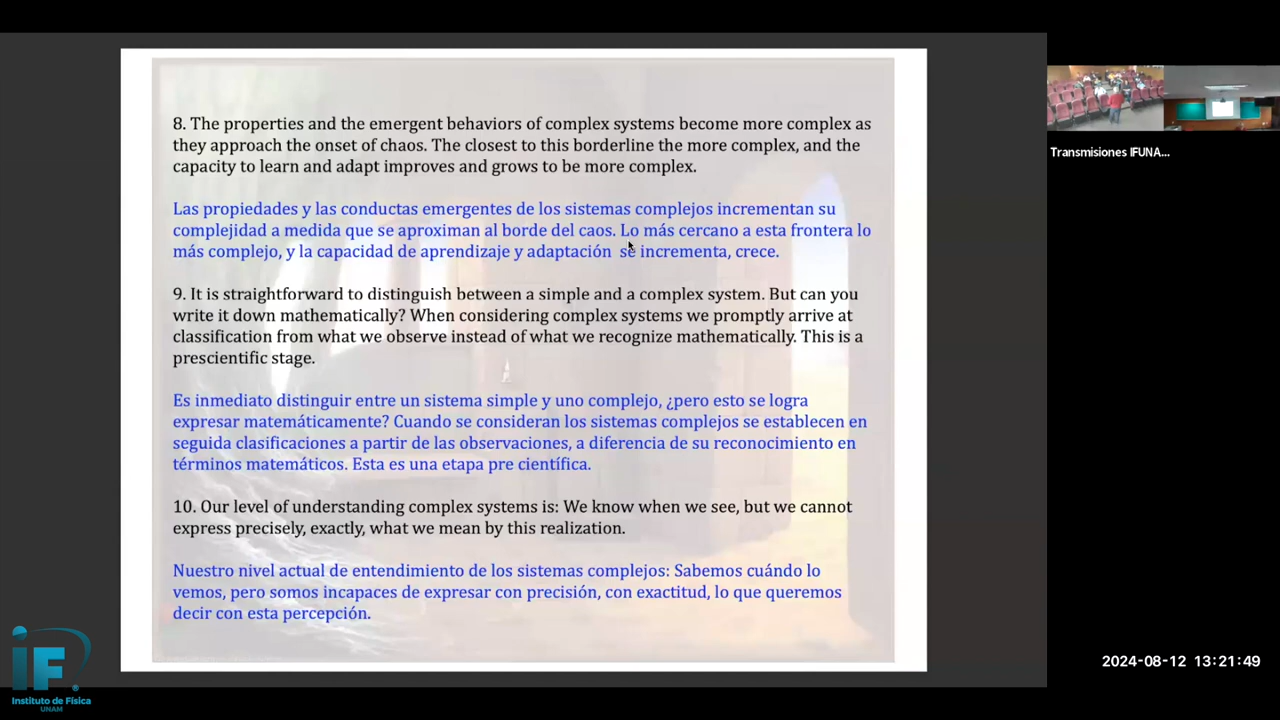 8. The properties and the emergent behaviors of complex systems become more complex as
they approach the onset of chaos. The closest to this borderline the more complex, and the
capacity to learn and adapt improves and grows to be more complex.
Las propiedades y las conductas emergentes de los sistemas complejos incrementan su
complejidad a medida que se aproximan al borde del caos. Lo más cercano a esta frontera lo
más complejo, y la capacidad de aprendizaje y adaptación se incrementa, crece.
9. It is straightforward to distinguish between a simple and a complex system. But can you
write it down mathematically? When considering complex systems we promptly arrive at
classification from what we observe instead of what we recognize mathematically. This is a
prescientific stage.
Es inmediato distinguir entre un sistema simple y uno complejo, ¿pero esto se logra
expresar matemáticamente? Cuando se consideran los sistemas complejos se establecen en
seguida clasificaciones a partir de las observaciones, a diferencia de su reconocimiento en
términos matemáticos. Esta es una etapa pre científica.
10. Our level of understanding complex systems is: We know when we see, but we cannot
express precisely, exactly, what we mean by this realization.
Nuestro nivel actual de entendimiento de los sistemas complejos: Sabemos cuándo lo
vemos, pero somos incapaces de expresar con precisión, con exactitud, lo que queremos
decir con esta percepción.
Transmisiones IFUNA...
2024-08-12 13:21:49
iF
Instituto de Física
UNAM